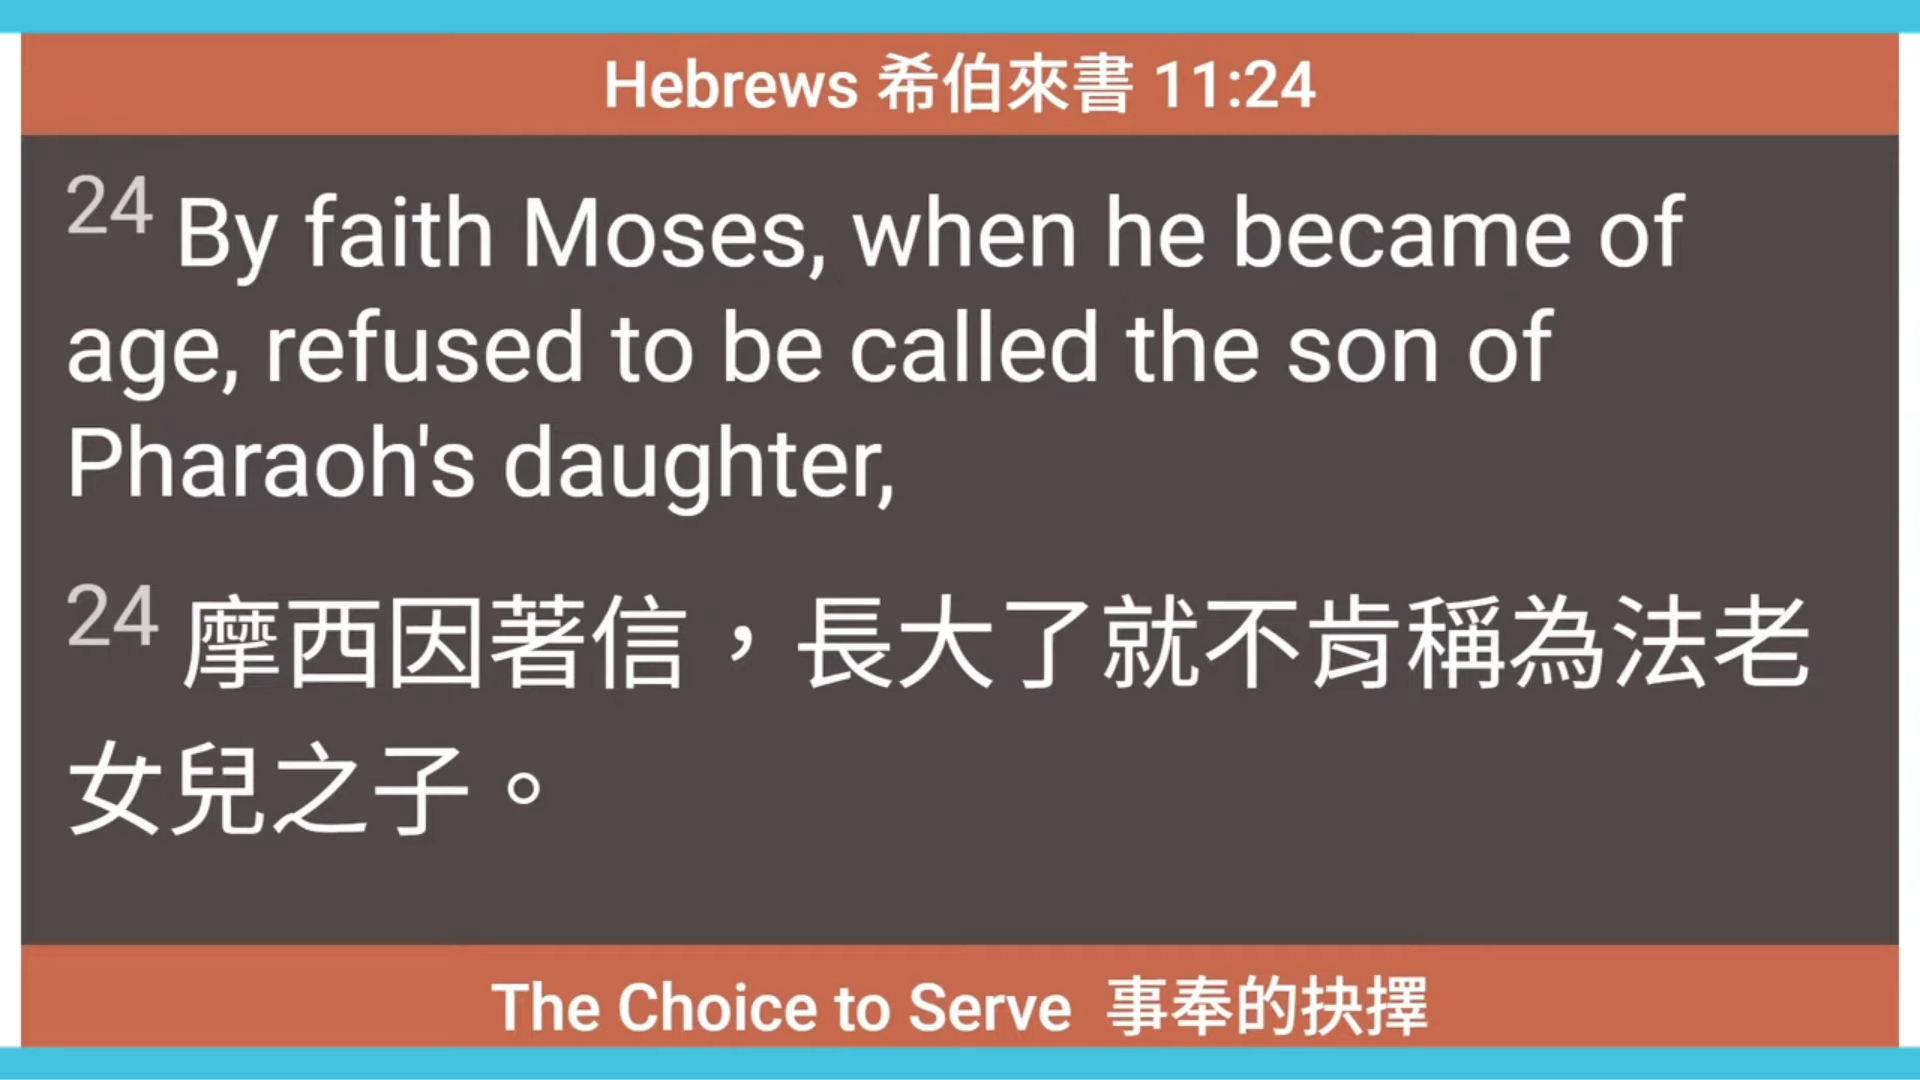 Hebrews 希伯來書 11:24
24 By faith Moses, when he became of
age, refused to be called the son of
Pharaoh's daughter,
24 摩西因著信，長大了就不肯稱為法老
女兒之子。
The Choice to Serve 事奉的抉擇